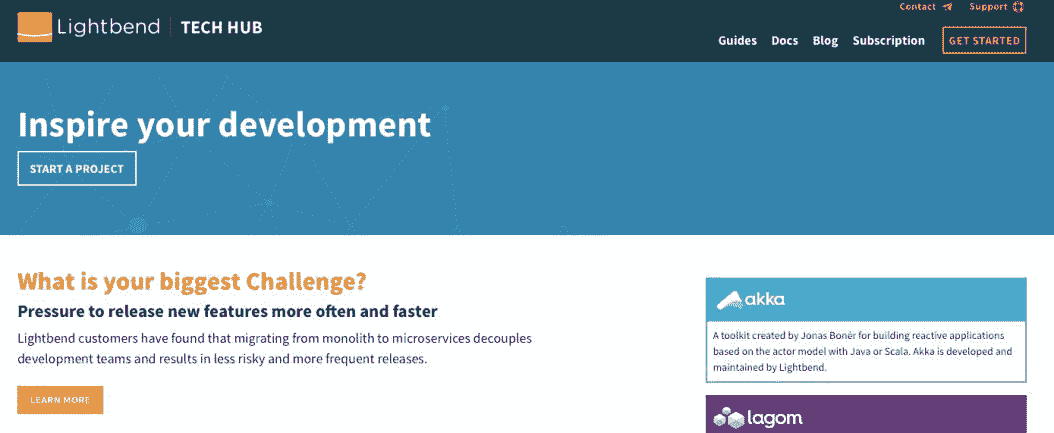 Contact Support
Lightbend TECH HUB
Guides Docs Blog Subscription GET STARTED
Inspire your development
START A PROJECT
What is your biggest Challenge?
Pressure to release new features more often and faster
Lightbend customers have found that migrating from monolith to microservices decouples
development teams and results in less risky and more frequent releases.
LEARN MORE
akka
A toolkit created by Jonas Bonér for building reactive applications
based on the actor model with Java or Scala. Akka is developed and
maintained by Lightbend.
lagom